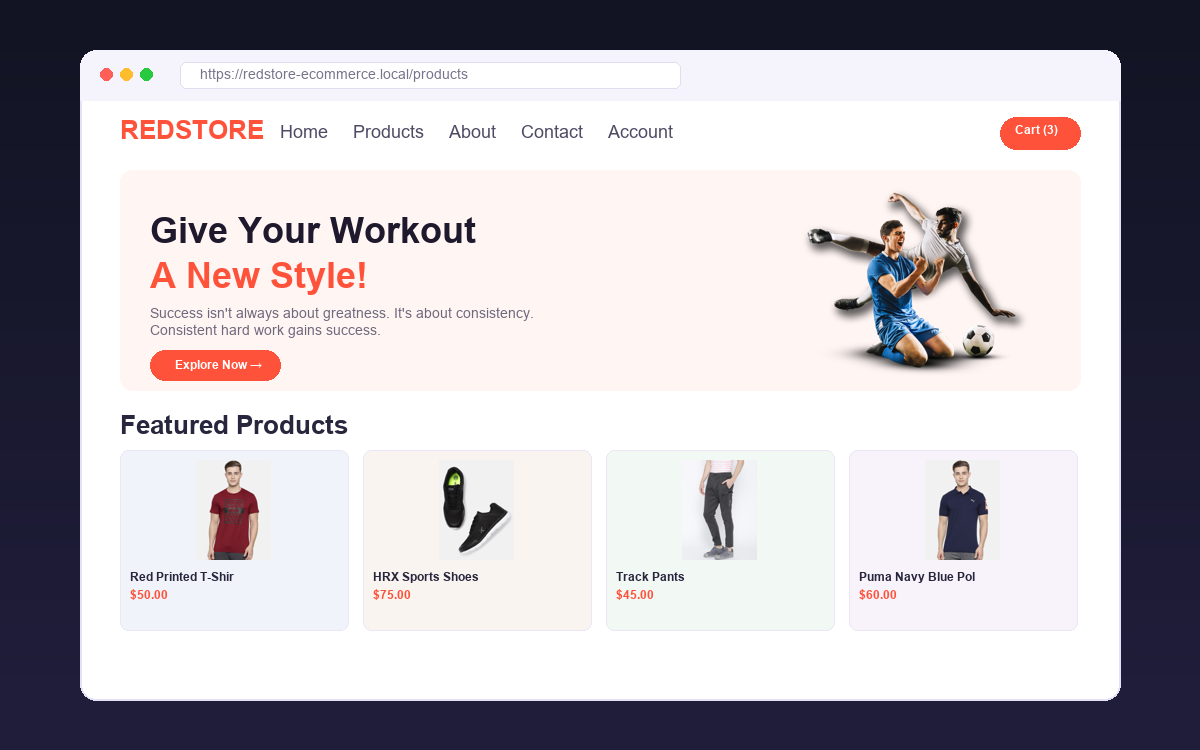 https://redstore-ecommerce.local/products
REDSTORE Home Products About Contact Account Cart (3)
Give Your Workout
A New Style!
Success isn't always about greatness. It's about consistency.
Consistent hard work gains success.
Explore Now →
Featured Products
Red Printed T-Shir
$50.00
HRX Sports Shoes
$75.00
Track Pants
$45.00
Puma Navy Blue Pol
$60.00